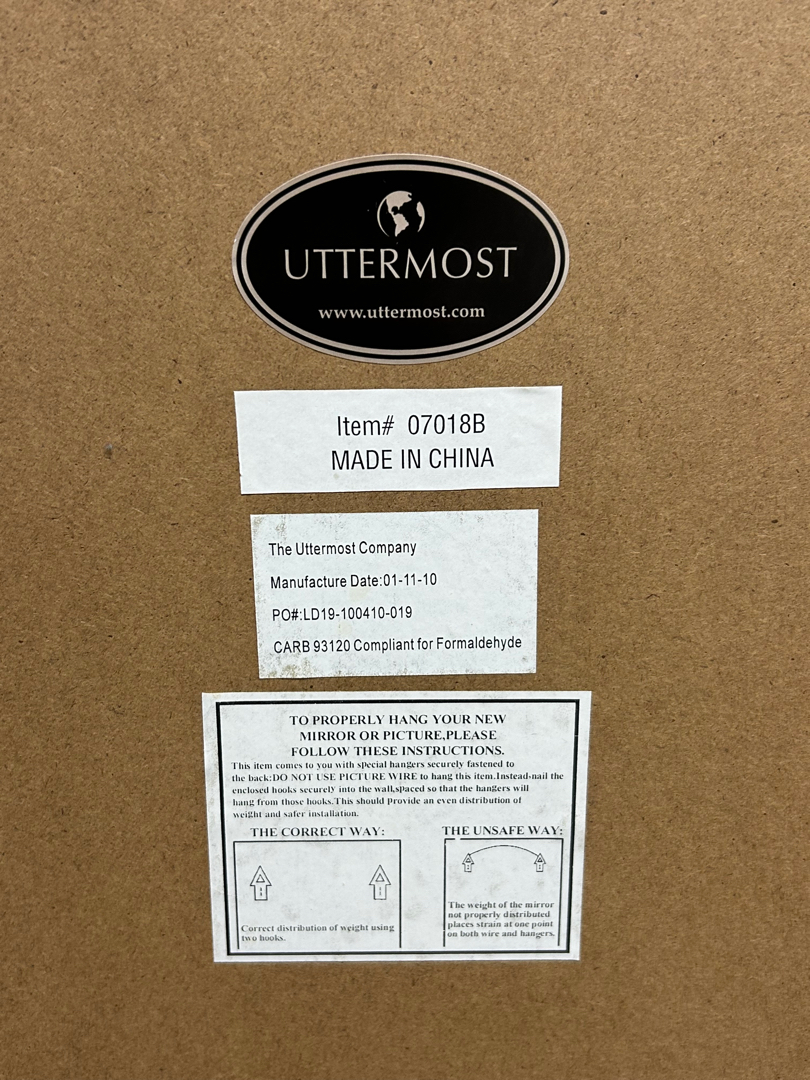 UTTERMOST
www.uttermost.com
Item# 07018B
MADE IN CHINA
The Uttermost Company
Manufacture Date:01-11-10
PO#:LD19-100410-019
CARB 93120 Compliant for Formaldehyde
TO PROPERLY HANG YOUR NEW
MIRROR OR PICTURE,PLEASE
FOLLOW THESE INSTRUCTIONS.
This item comes to you with special hangers securely fastened to
the back:DO NOT USE PICTURE WIRE to hang this item.Instead-nail the
enclosed hooks securely into the wall,spaced so that the hangers will
hang from those hooks.This should provide an even distribution of
weight and safer installation.
THE CORRECT WAY:
Correct distribution of weight using
two hooks.
THE UNSAFE WAY:
The weight of the mirror
not properly distributed
places strain at one point
on both wire and hangers.